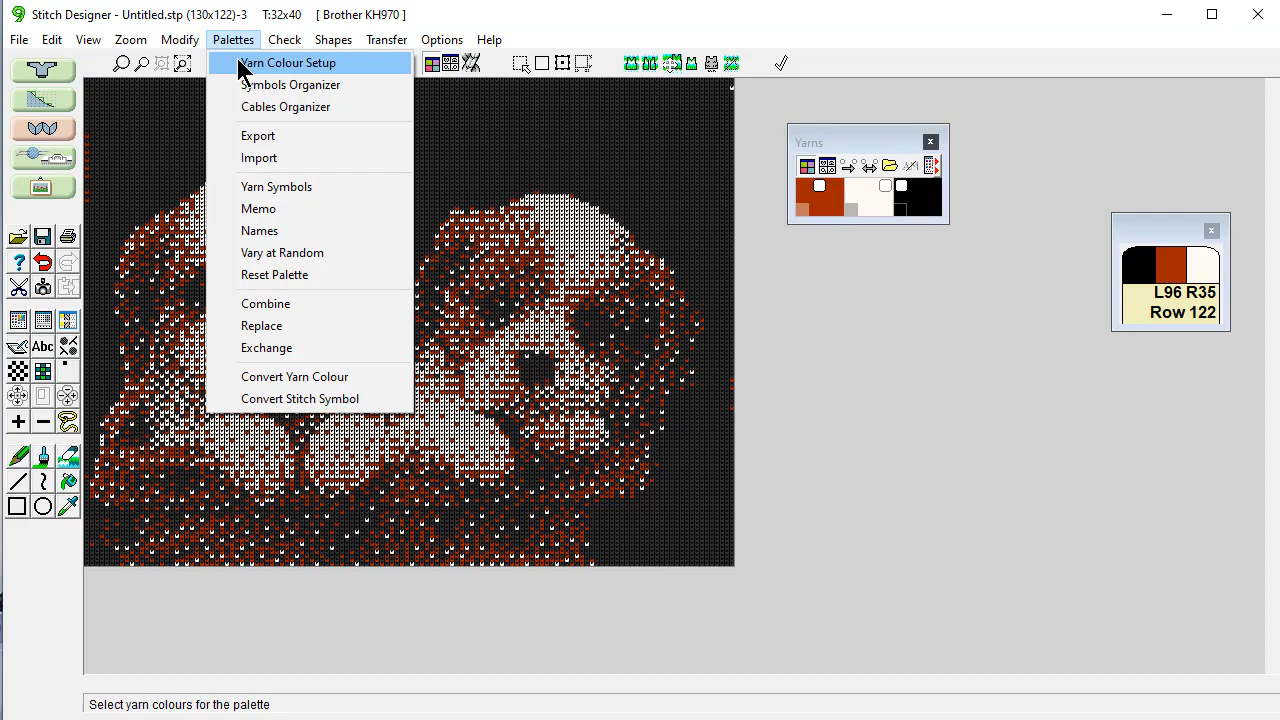 Stitch Designer - Untitled.stp (130x122)-3 T:32x40 [ Brother KH970 ]
File Edit View Zoom Modify Palettes Check Shapes Transfer Options Help
Yarn Colour Setup
Symbols Organizer
Cables Organizer
Export
Import
Yarn Symbols
Memo
Names
Vary at Random
Reset Palette
Combine
Replace
Exchange
Convert Yarn Colour
Convert Stitch Symbol
Yarns
L96 R35
Row 122
Abc
Select yarn colours for the palette